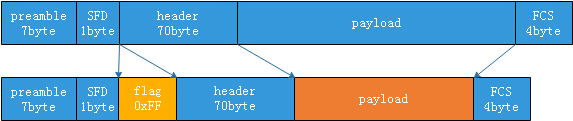 preamble SFD header payload FCS
7byte 1byte 70byte 4byte
preamble SFD flag header payload FCS
7byte 1byte 0xFF 70byte 4byte